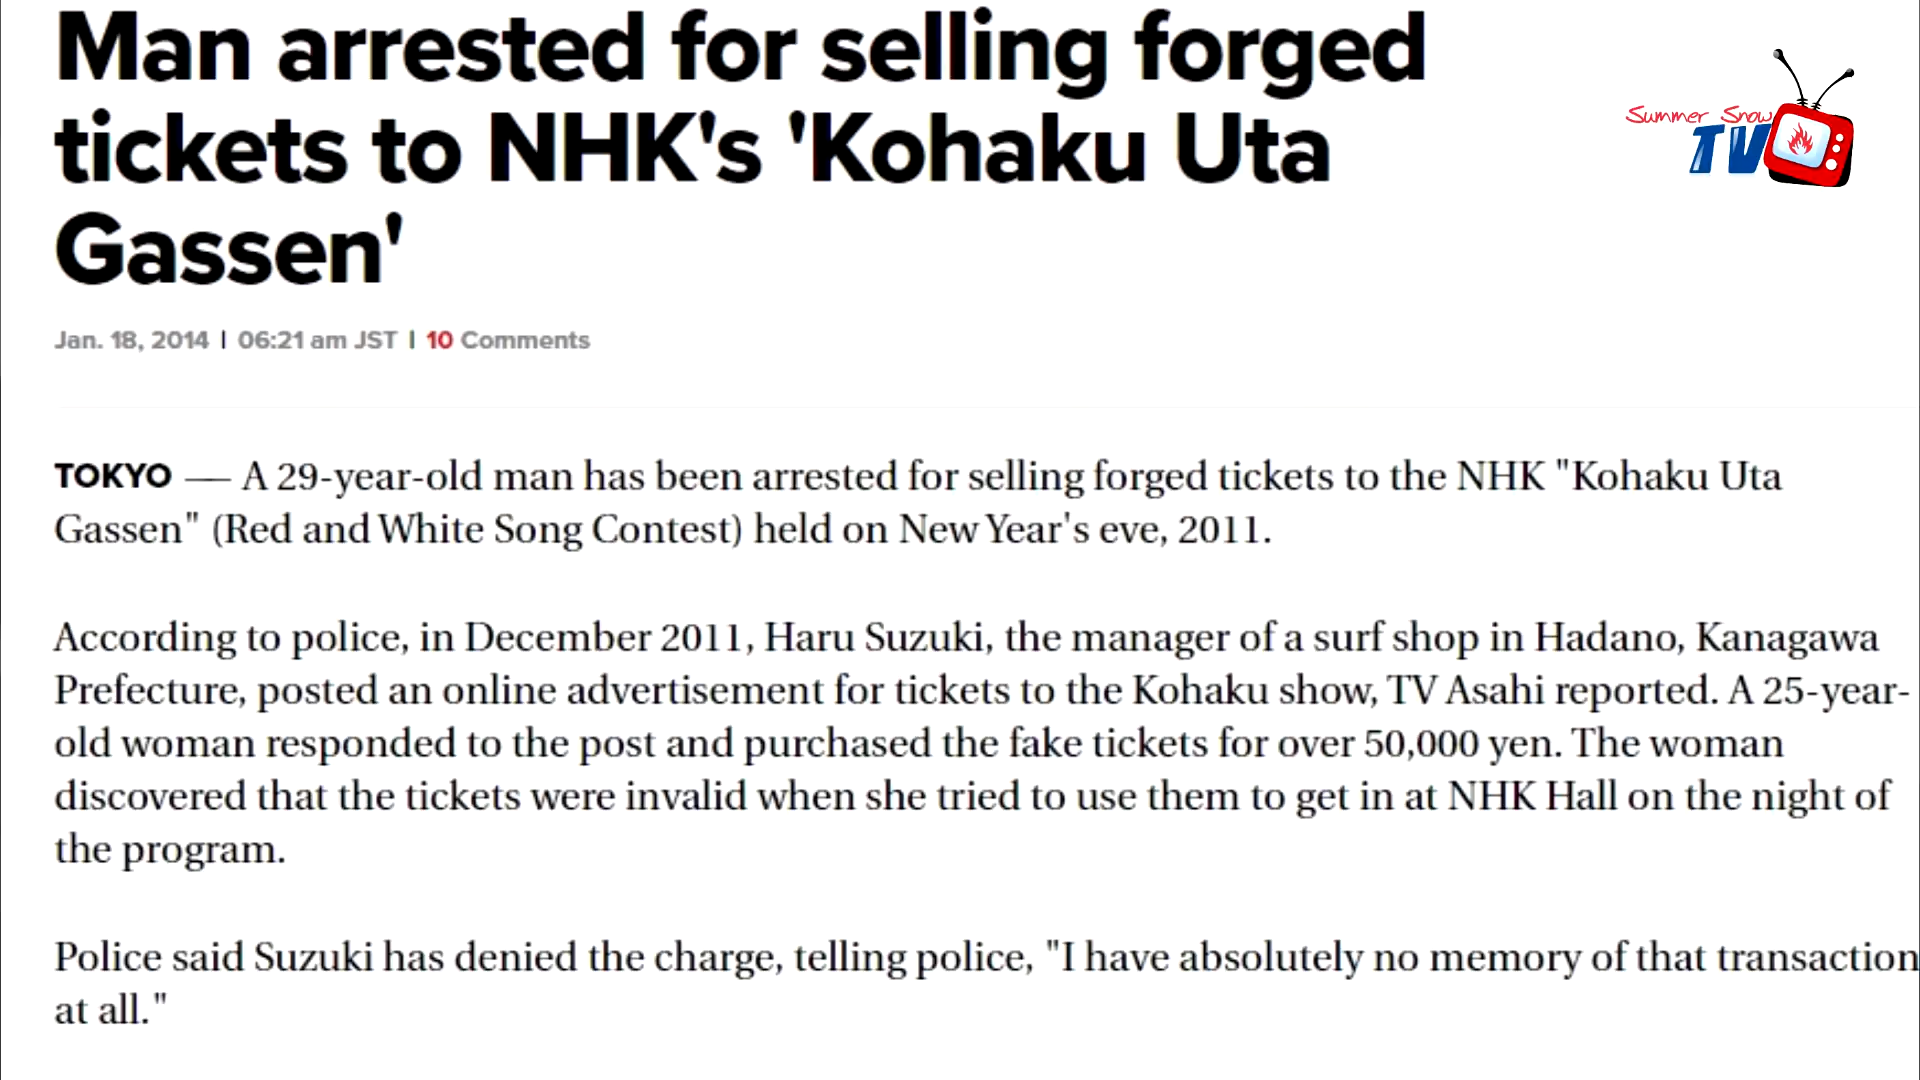 Man arrested for selling forged
tickets to NHK's 'Kohaku Uta
Gassen'
Summer Snow
TV
Jan. 18, 2014 | 06:21 am JST | 10 Comments
TOKYO — A 29-year-old man has been arrested for selling forged tickets to the NHK "Kohaku Uta
Gassen" (Red and White Song Contest) held on New Year's eve, 2011.
According to police, in December 2011, Haru Suzuki, the manager of a surf shop in Hadano, Kanagawa
Prefecture, posted an online advertisement for tickets to the Kohaku show, TV Asahi reported. A 25-year-
old woman responded to the post and purchased the fake tickets for over 50,000 yen. The woman
discovered that the tickets were invalid when she tried to use them to get in at NHK Hall on the night of
the program.
Police said Suzuki has denied the charge, telling police, "I have absolutely no memory of that transaction
at all."